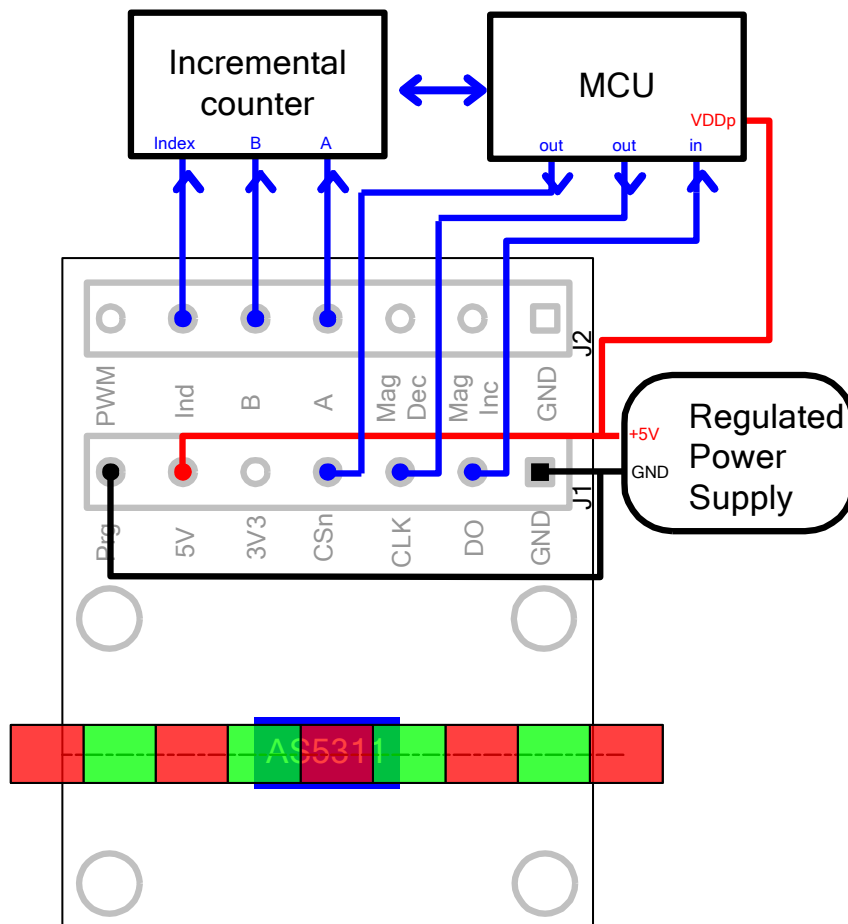 Incremental
counter
Index
B
A
MCU
VDDp
out
out
in
J2
PWM
Ind
B
A
Mag
Dec
Mag
Inc
GND
Regulated
Power
Supply
+5V
GND
J1
Prg
5V
3V3
CSn
CLK
DO
GND
AS5311